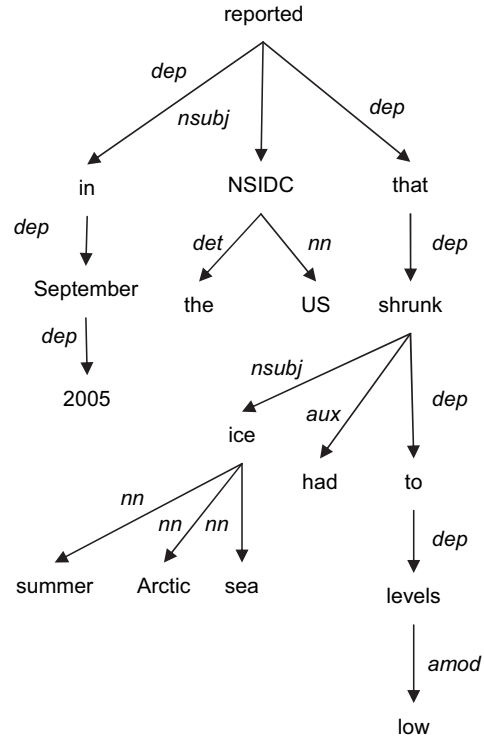 reported
dep
nsubj
dep
in
NSIDC
that
dep
det
nn
dep
September
the
US
shrunk
dep
nsubj
aux
dep
2005
ice
had
to
nn
nn
nn
dep
summer
Arctic
sea
levels
amod
low